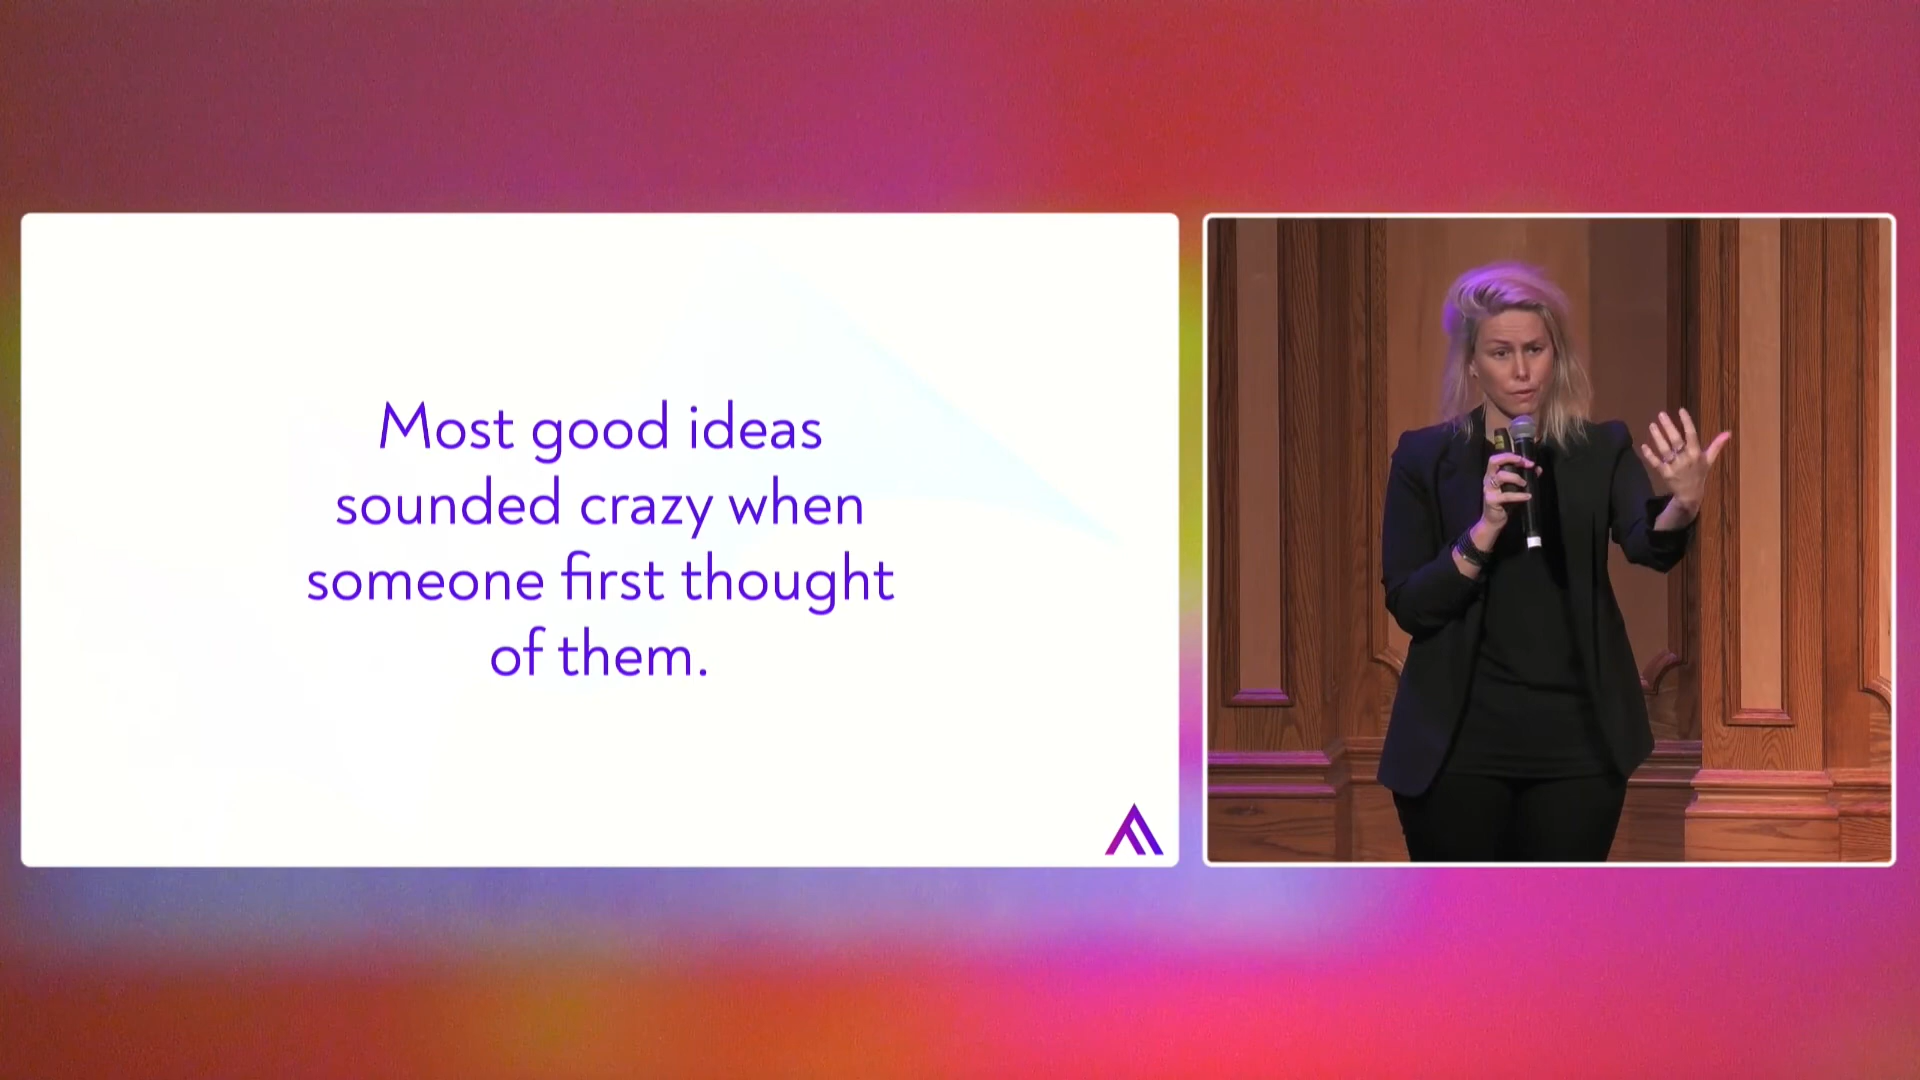 Most good ideas
sounded crazy when
someone first thought
of them.